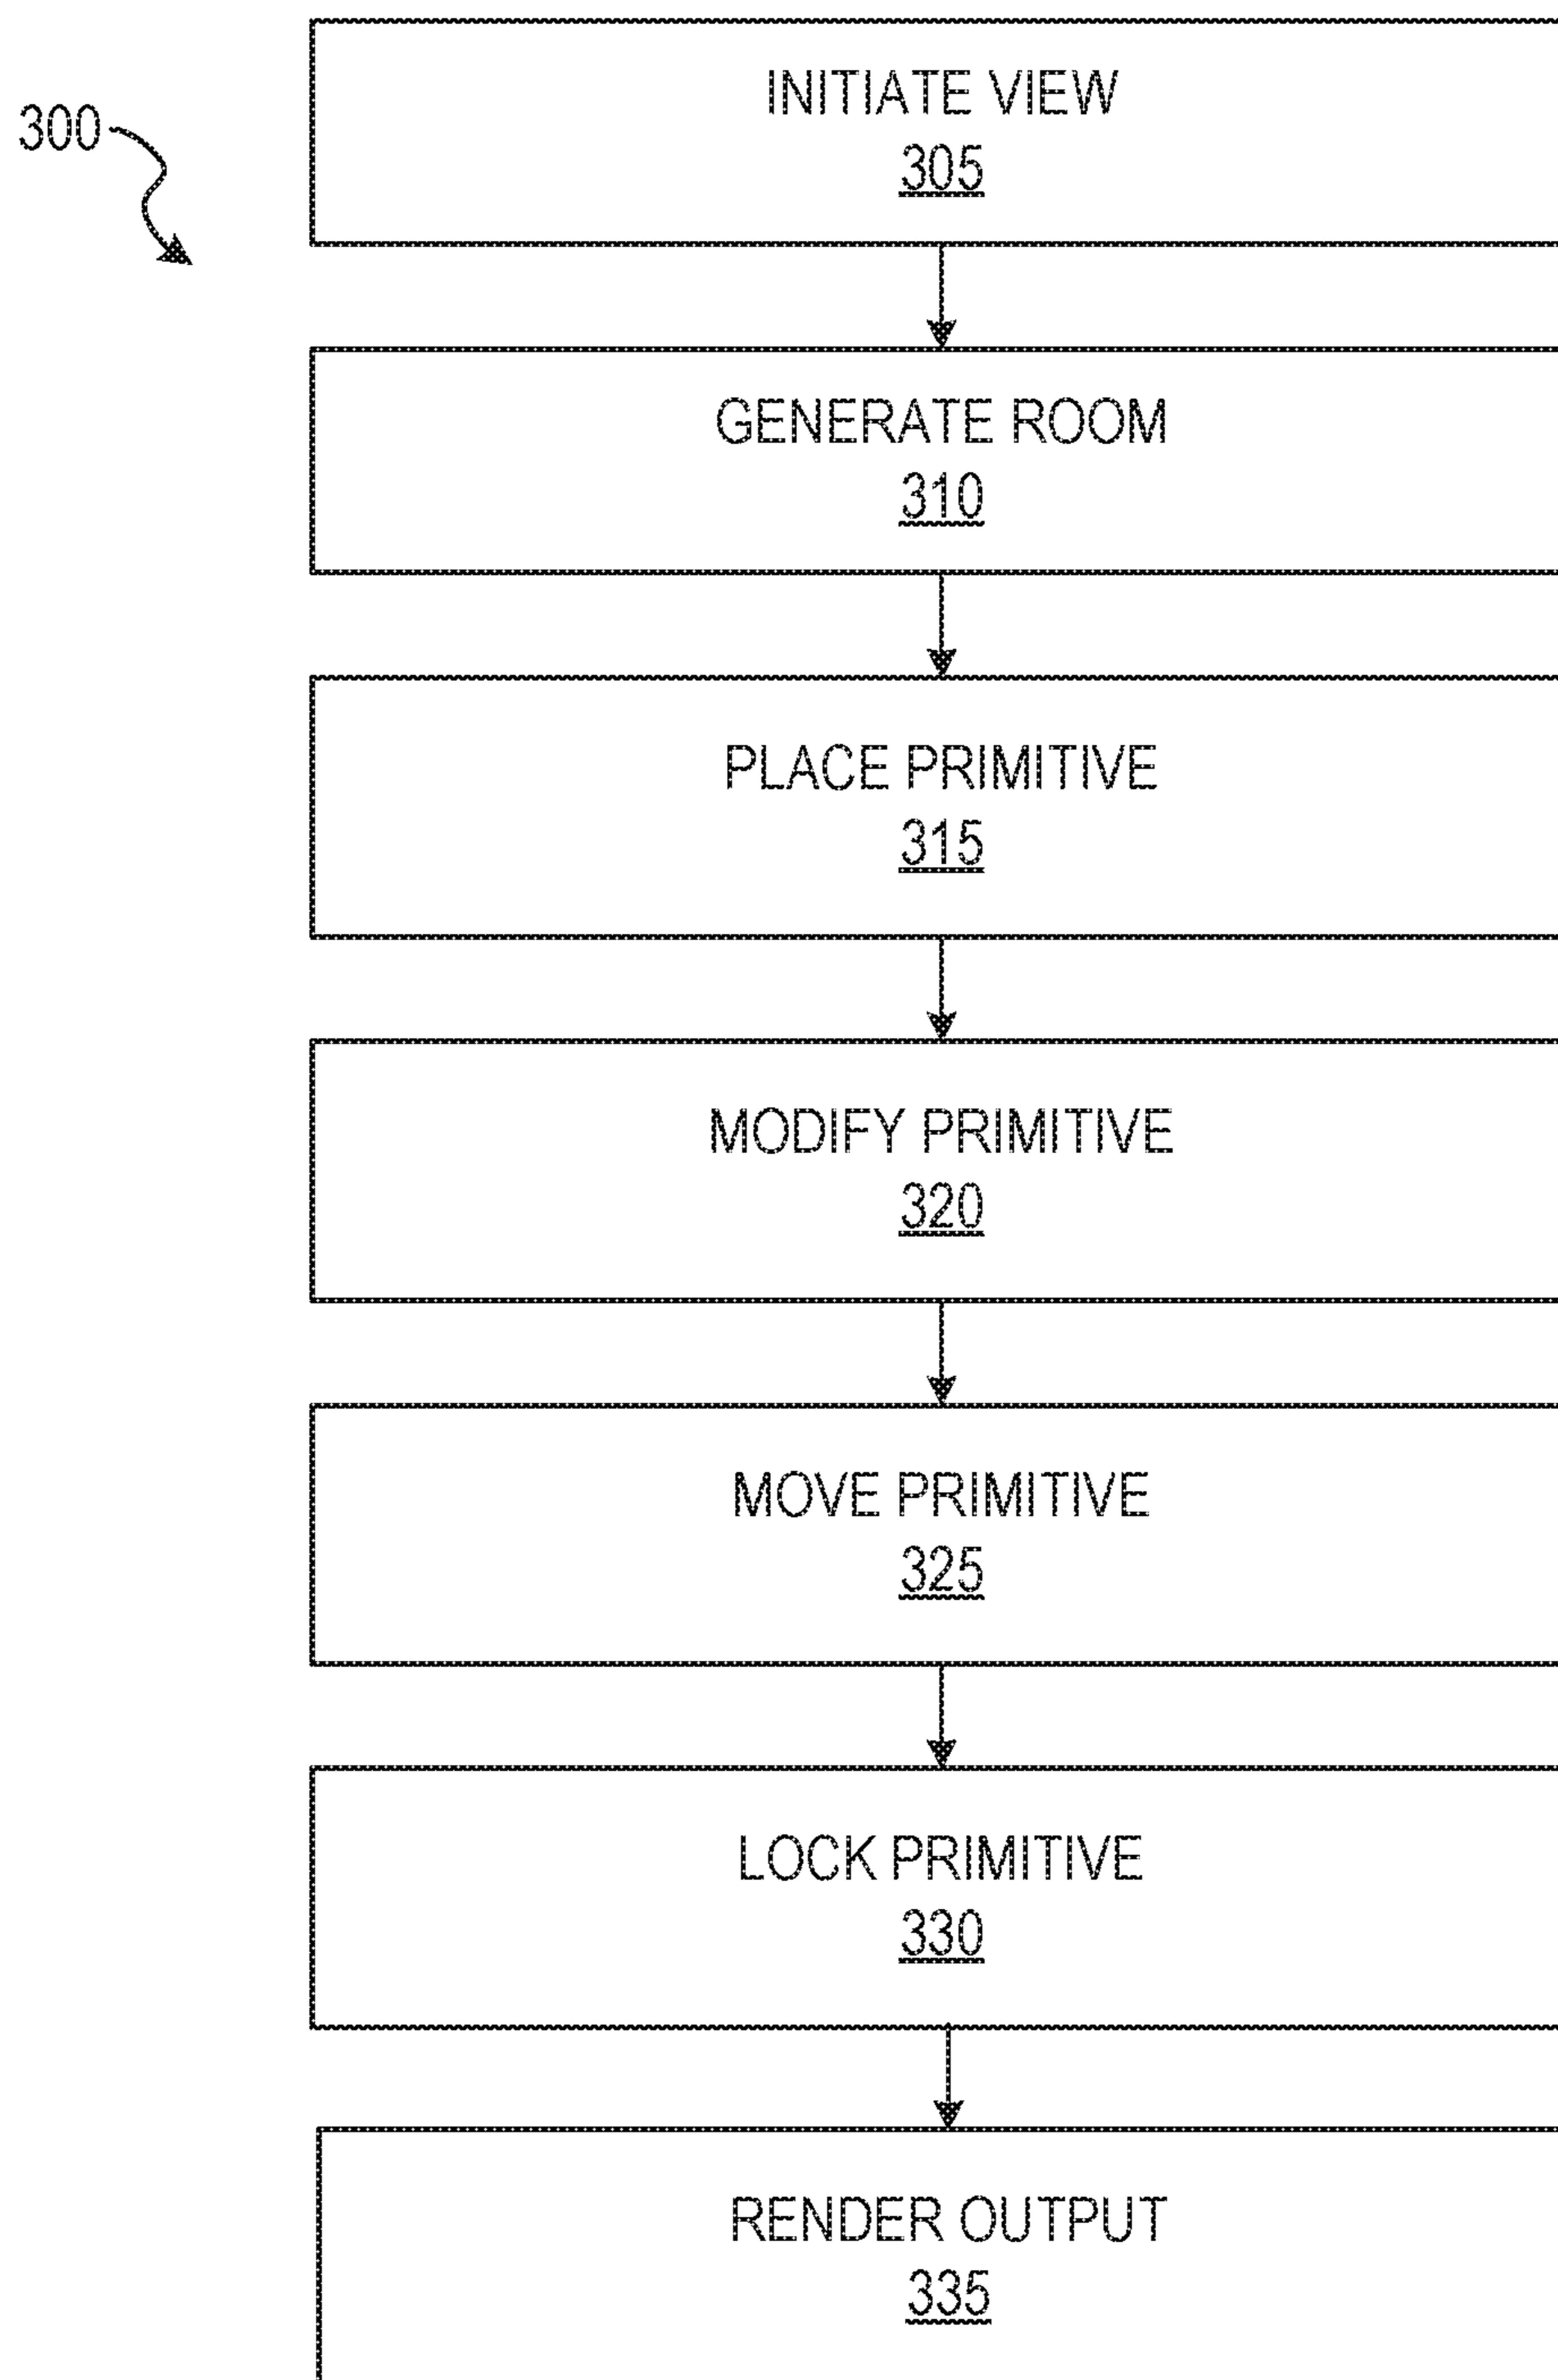 INITIATE VIEW
305
300
GENERATE ROOM
310
PLACE PRIMITIVE
315
MODIFY PRIMITIVE
320
MOVE PRIMITIVE
325
LOCK PRIMITIVE
330
RENDER OUTPUT
335